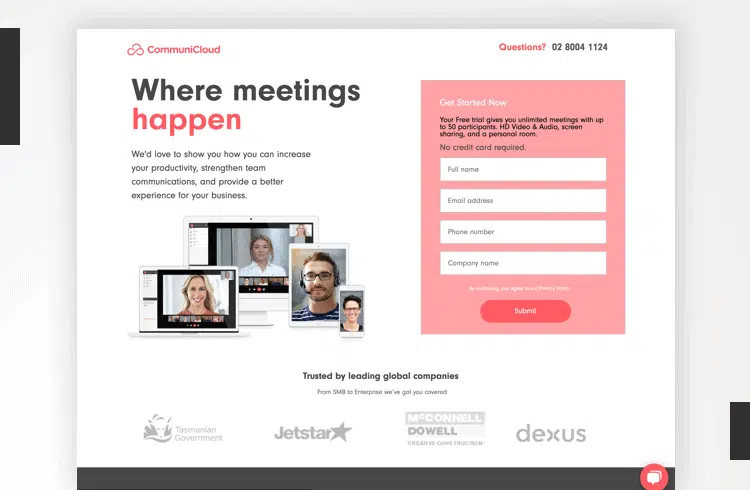 CommuniCloud
Questions? 02 8004 1124
Where meetings
happen
We'd love to show you how you can increase
your productivity, strengthen team
communications, and provide a better
experience for your business.
Get Started Now
Your Free trial gives you unlimited meetings with up
to 50 participants. HD Video & Audio, screen
sharing, and a personal room.
No credit card required.
Full name
Email address
Phone number
Company name
By continuing, you agree to our Privacy Policy
Submit
Trusted by leading global companies
From SMB to Enterprise we've got you covered
Tasmanian
Government
Jetstar
McCONNELL
DOWELL
CREATIVE CONSTRUCTION
dexus